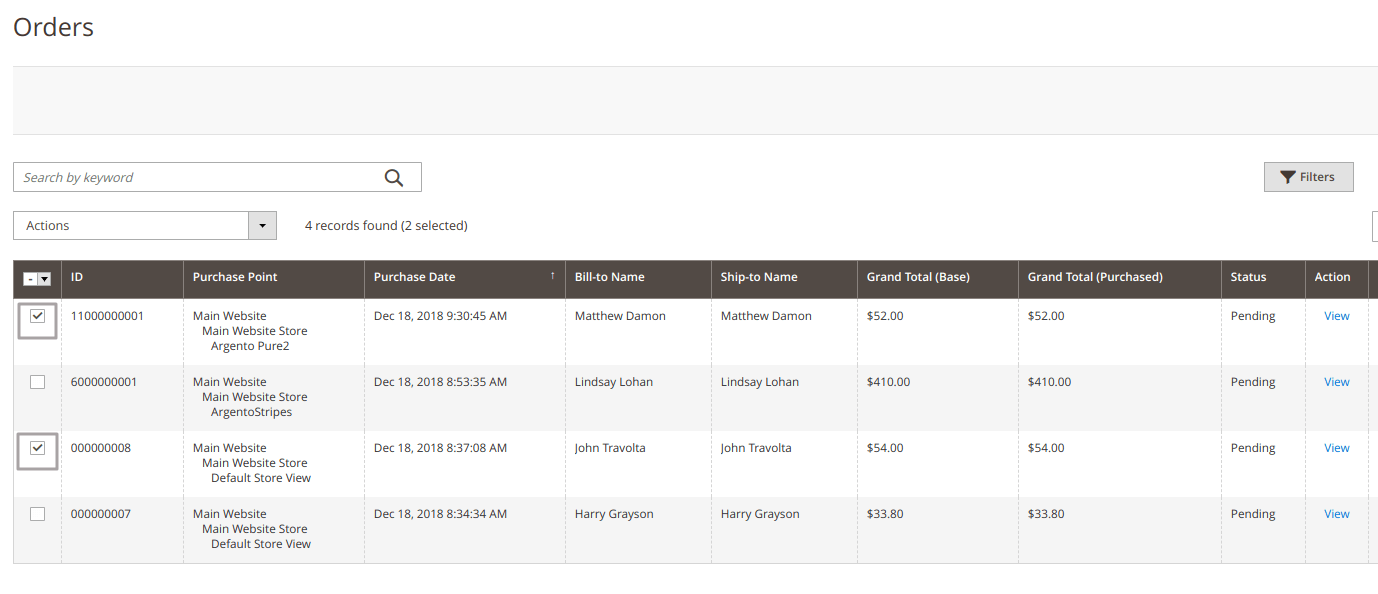 Orders
Search by keyword
Filters
Actions
4 records found (2 selected)
- ID Purchase Point Purchase Date ↑ Bill-to Name Ship-to Name Grand Total (Base) Grand Total (Purchased) Status Action
11000000001 Main Website Dec 18, 2018 9:30:45 AM Matthew Damon Matthew Damon $52.00 $52.00 Pending View
Main Website Store
Argento Pure2
6000000001 Main Website Dec 18, 2018 8:53:35 AM Lindsay Lohan Lindsay Lohan $410.00 $410.00 Pending View
Main Website Store
ArgentoStripes
000000008 Main Website Dec 18, 2018 8:37:08 AM John Travolta John Travolta $54.00 $54.00 Pending View
Main Website Store
Default Store View
000000007 Main Website Dec 18, 2018 8:34:34 AM Harry Grayson Harry Grayson $33.80 $33.80 Pending View
Main Website Store
Default Store View